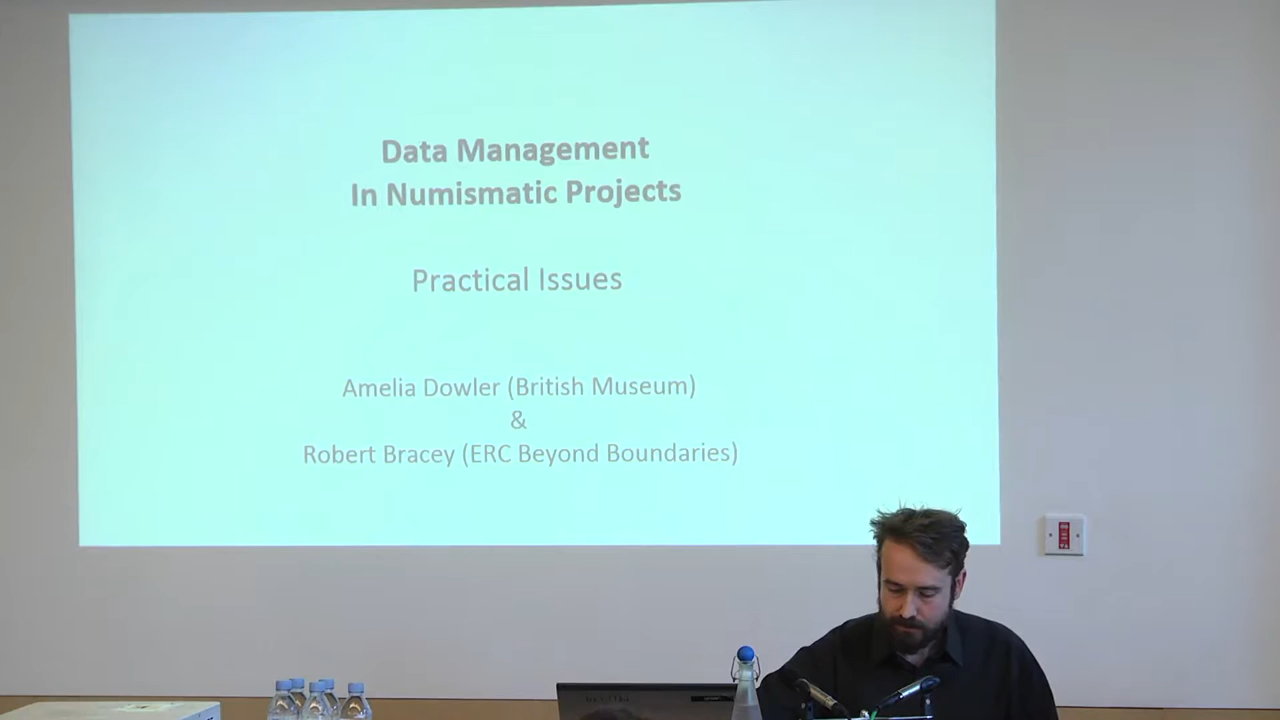 Data Management
In Numismatic Projects
Practical Issues
Amelia Dowler (British Museum)
&
Robert Bracey (ERC Beyond Boundaries)